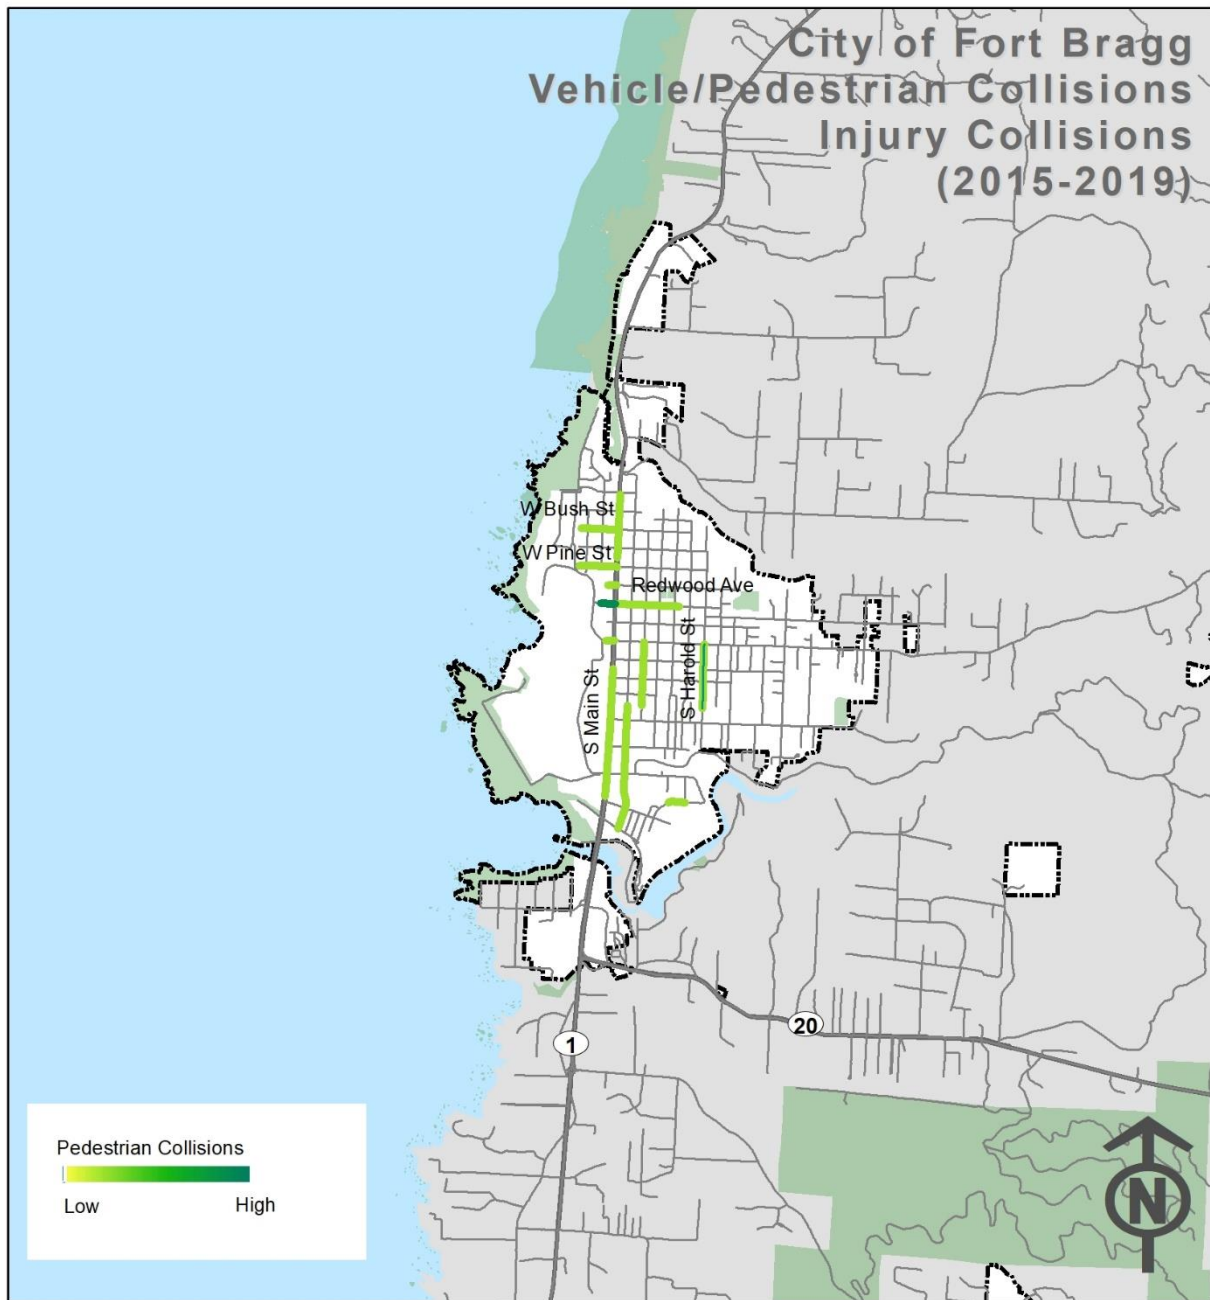 City of Fort Bragg
Vehicle/Pedestrian Collisions
Injury Collisions
(2015-2019)
W Bush St
W Pine St
Redwood Ave
S Harold St
S Main St
20
1
Pedestrian Collisions
Low High
N